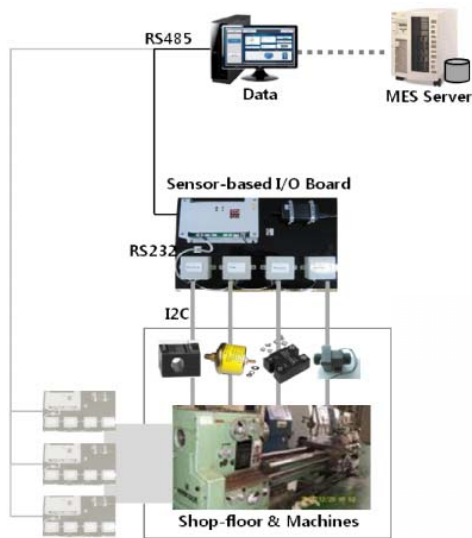 RS485
Data
MES Server
Sensor-based I/O Board
RS232
I2C
Shop-floor & Machines